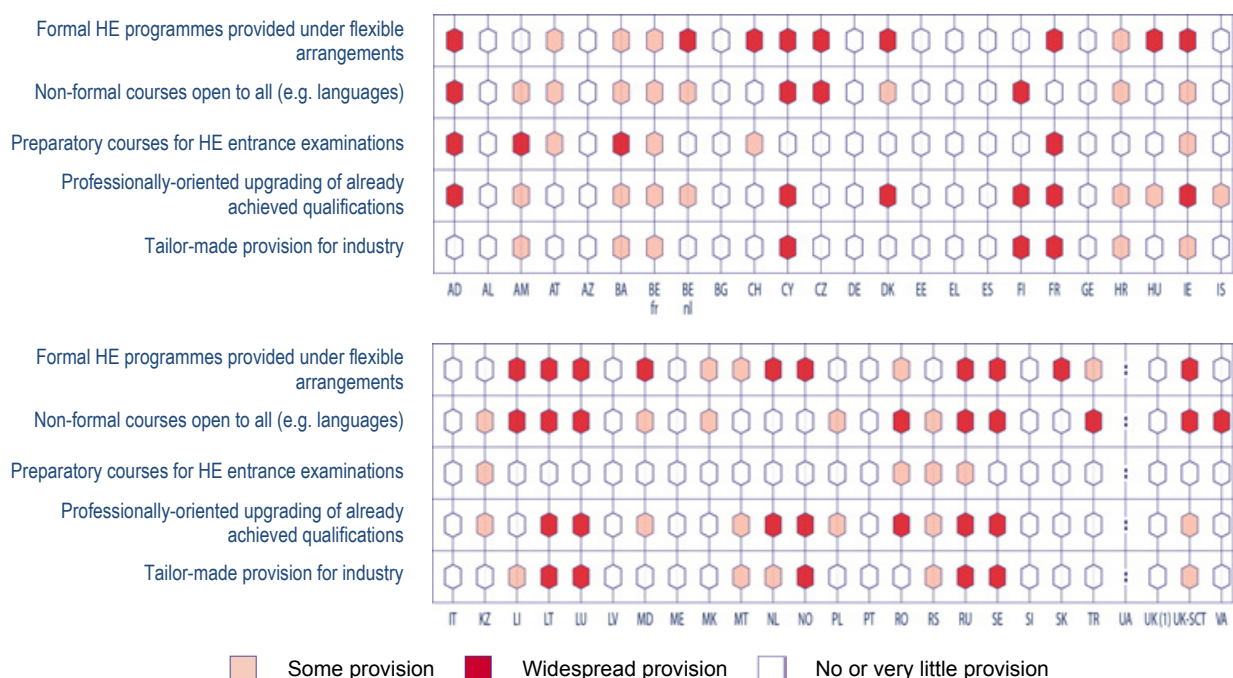 Formal HE programmes provided under flexible
arrangements
Non-formal courses open to all (e.g. languages)
Preparatory courses for HE entrance examinations
Professionally-oriented upgrading of already
achieved qualifications
Tailor-made provision for industry
AD AL AM AT AZ BA BE fr BE nl BG CH CY CZ DE DK EE EL ES FI FR GE HR HU IE IS
Formal HE programmes provided under flexible
arrangements
:
Non-formal courses open to all (e.g. languages)
:
Preparatory courses for HE entrance examinations
:
Professionally-oriented upgrading of already
achieved qualifications
:
Tailor-made provision for industry
:
IT KZ LI LT LU LV MD ME MK MT NL NO PL PT RO RS RU SE SI SK TR UA UK (1) UK-SCT VA
Some provision Widespread provision No or very little provision